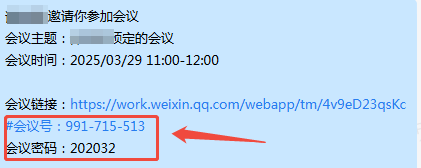 邀请你参加会议
会议主题：预定的会议
会议时间：2025/03/29 11:00-12:00
会议链接：https://work.weixin.qq.com/webapp/tm/4v9eD23qsKc
#会议号：991-715-513
会议密码：202032